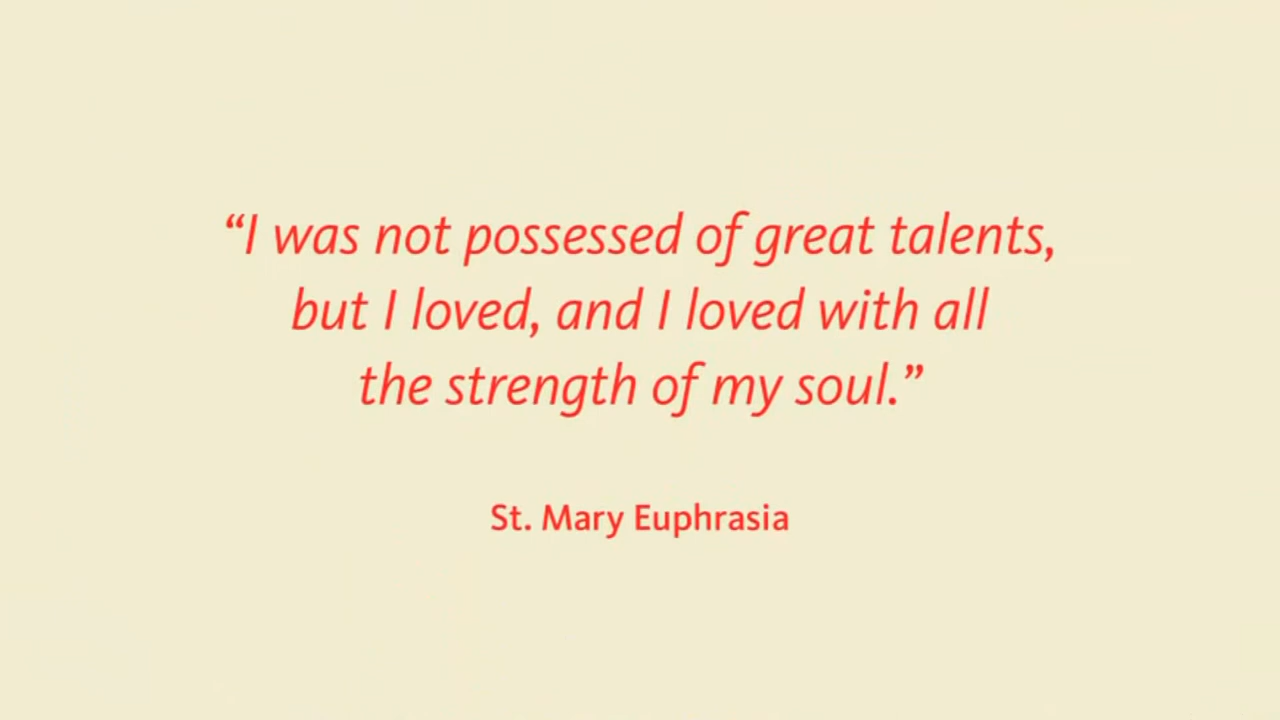 “I was not possessed of great talents,
but I loved, and I loved with all
the strength of my soul.”
St. Mary Euphrasia